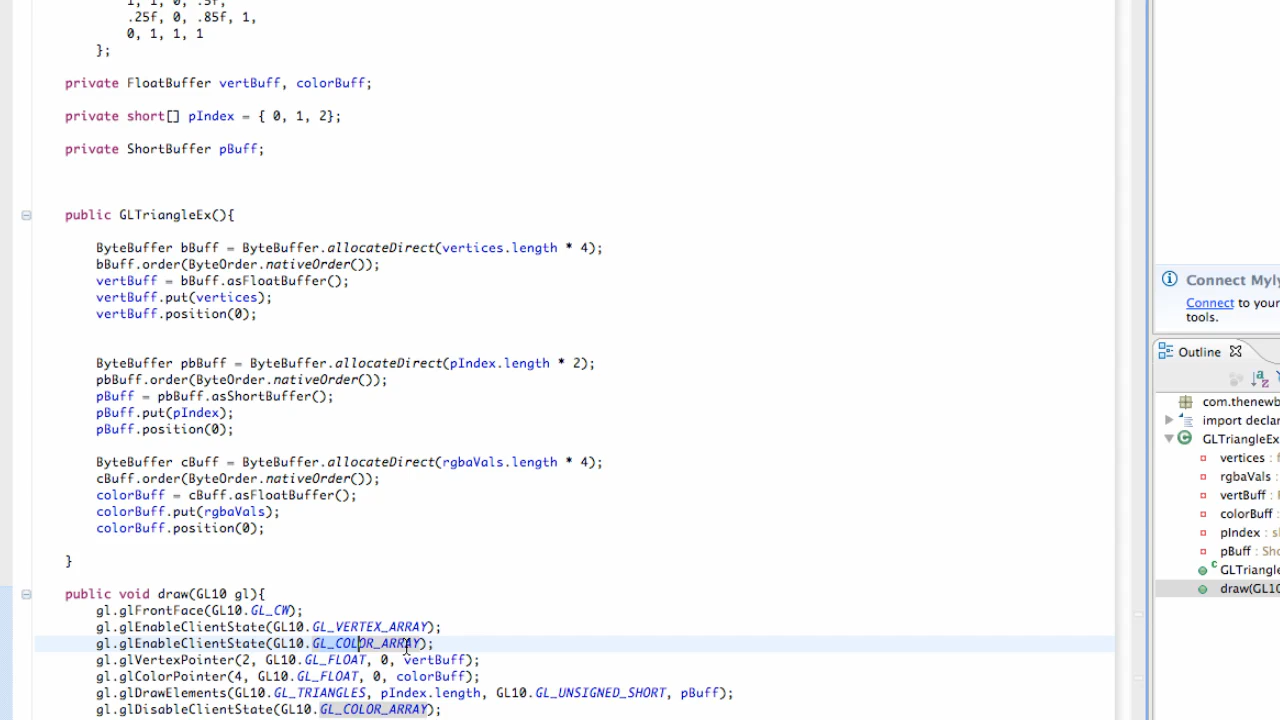 1, 1, 0, .5f,
.25f, 0, .85f, 1,
0, 1, 1, 1
};
private FloatBuffer vertBuff, colorBuff;
private short[] pIndex = { 0, 1, 2};
private ShortBuffer pBuff;
public GLTriangleEx(){
ByteBuffer bBuff = ByteBuffer.allocateDirect(vertices.length * 4);
bBuff.order(ByteOrder.nativeOrder());
vertBuff = bBuff.asFloatBuffer();
vertBuff.put(vertices);
vertBuff.position(0);
ByteBuffer pbBuff = ByteBuffer.allocateDirect(pIndex.length * 2);
pbBuff.order(ByteOrder.nativeOrder());
pBuff = pbBuff.asShortBuffer();
pBuff.put(pIndex);
pBuff.position(0);
ByteBuffer cBuff = ByteBuffer.allocateDirect(rgbaVals.length * 4);
cBuff.order(ByteOrder.nativeOrder());
colorBuff = cBuff.asFloatBuffer();
colorBuff.put(rgbaVals);
colorBuff.position(0);
}
public void draw(GL10 gl){
gl.glFrontFace(GL10.GL_CW);
gl.glEnableClientState(GL10.GL_VERTEX_ARRAY);
gl.glEnableClientState(GL10.GL_COLOR_ARRAY);
gl.glVertexPointer(2, GL10.GL_FLOAT, 0, vertBuff);
gl.glColorPointer(4, GL10.GL_FLOAT, 0, colorBuff);
gl.glDrawElements(GL10.GL_TRIANGLES, pIndex.length, GL10.GL_UNSIGNED_SHORT, pBuff);
gl.glDisableClientState(GL10.GL_COLOR_ARRAY);
Connect Myly
Connect to your
tools.
Outline
com.thenewb
import declar
GLTriangleEx
vertices : f
rgbaVals :
vertBuff :
colorBuff :
pIndex : sh
pBuff : Sho
GLTriangle
draw(GL10